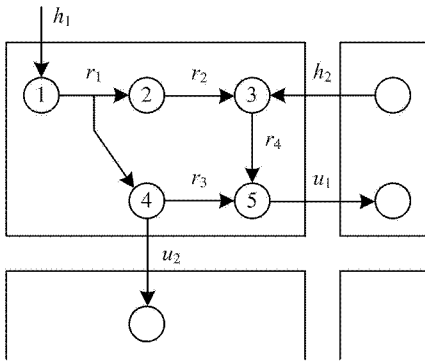 h₁
r₁ r₂ h₂
1 2 3
r₄
r₃ u₁
4 5
u₂